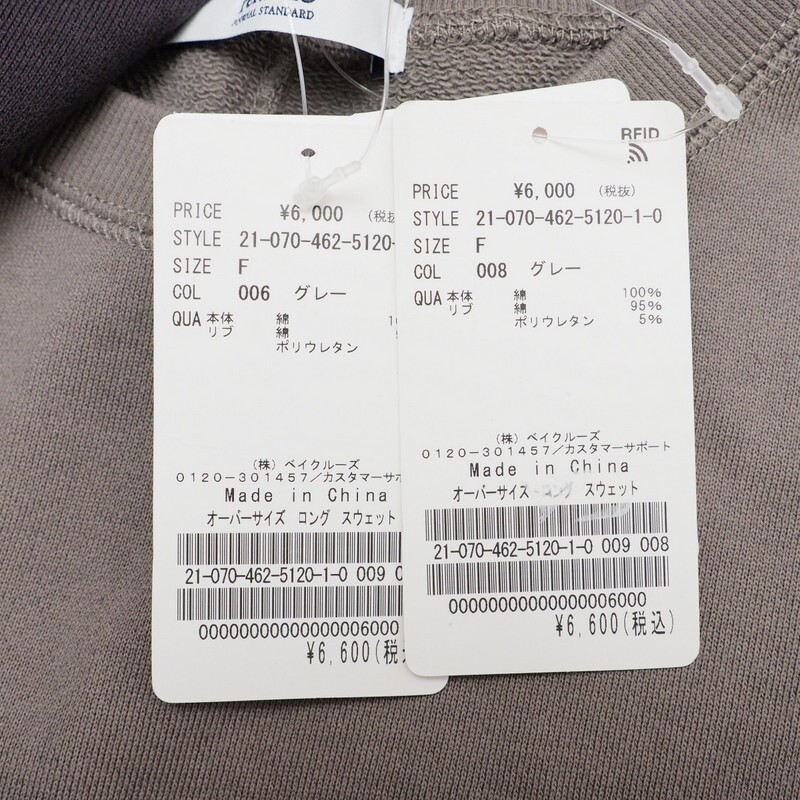 STANDARD
PRICE ¥6,000 (税抜
STYLE 21-070-462-5120-
SIZE F
COL 006 グレー
QUA 本体 綿
リブ 綿
ポリウレタン
(株) ベイクルーズ
0120-301457/カスタマーサポ
Made in China
オーバーサイズ ロング スウェット
21-070-462-5120-1-0 009
00000000000000006000
¥6,600(税
RFID
PRICE ¥6,000 (税抜)
STYLE 21-070-462-5120-1-0
SIZE F
COL 008 グレー
QUA 本体 綿 100%
リブ 綿 95%
ポリウレタン 5%
(株) ベイクルーズ
0120-301457/カスタマーサポート
Made in China
オーバーサイズ ロング スウェット
21-070-462-5120-1-0 009 008
00000000000000006000
¥6,600(税込)